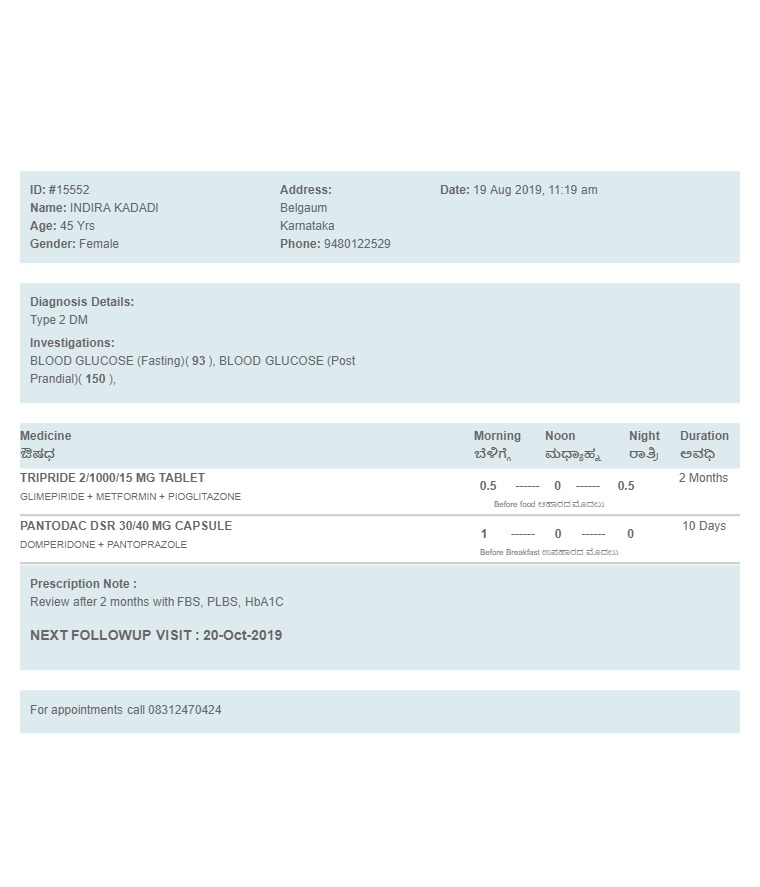 ID: #15552
Name: INDIRA KADADI
Age: 45 Yrs
Gender: Female
Address:
Belgaum
Karnataka
Phone: 9480122529
Date: 19 Aug 2019, 11:19 am
Diagnosis Details:
Type 2 DM
Investigations:
BLOOD GLUCOSE (Fasting)( 93 ), BLOOD GLUCOSE (Post
Prandial)( 150 ),
Medicine Morning Noon Night Duration
ಔಷಧ ಬೆಳಿಗ್ಗೆ ಮಧ್ಯಾಹ್ನ ರಾತ್ರಿ ಅವಧಿ
TRIPRIDE 2/1000/15 MG TABLET 0.5 ------ 0 ------ 0.5 2 Months
GLIMEPIRIDE + METFORMIN + PIOGLITAZONE
Before food ಆಹಾರದ ಮೊದಲು
PANTODAC DSR 30/40 MG CAPSULE 1 ------ 0 ------ 0 10 Days
DOMPERIDONE + PANTOPRAZOLE
Before Breakfast ಉಪಹಾರದ ಮೊದಲು
Prescription Note :
Review after 2 months with FBS, PLBS, HbA1C
NEXT FOLLOWUP VISIT : 20-Oct-2019
For appointments call 08312470424